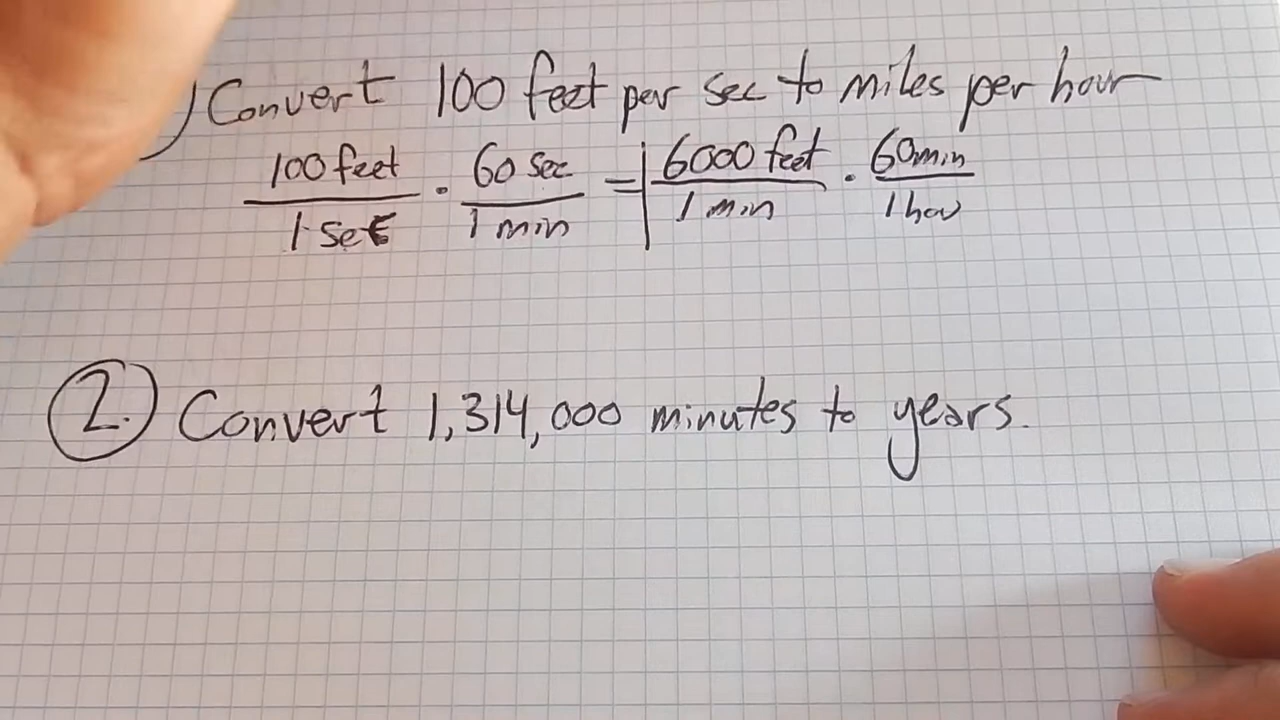 ) Convert 100 feet per sec to miles per hour
100 feet / 1 sec · 60 sec / 1 min = | 6000 feet / 1 min · 60 min / 1 hou
2. Convert 1,314,000 minutes to years.